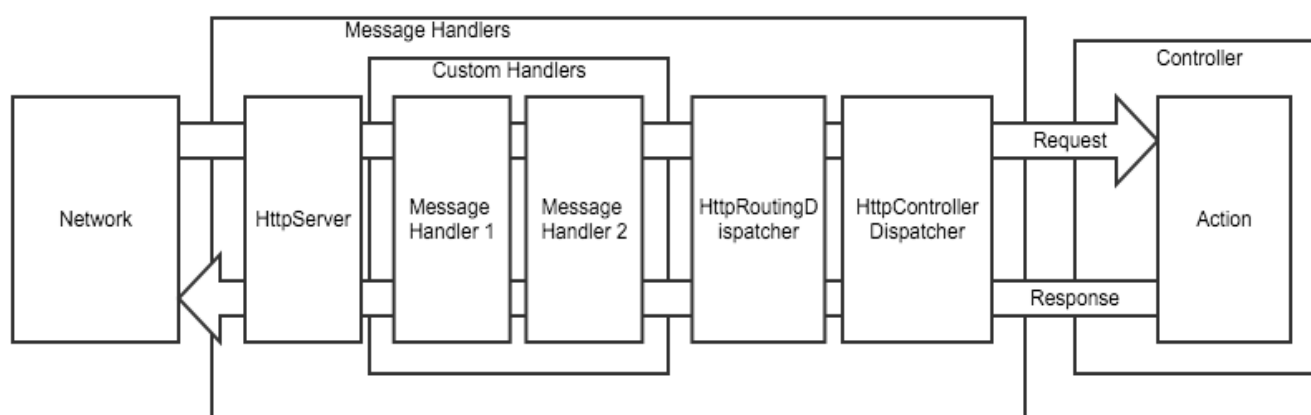 Message Handlers
Custom Handlers
Controller
Network
HttpServer
Message
Handler 1
Message
Handler 2
HttpRoutingD
ispatcher
HttpController
Dispatcher
Request
Action
Response